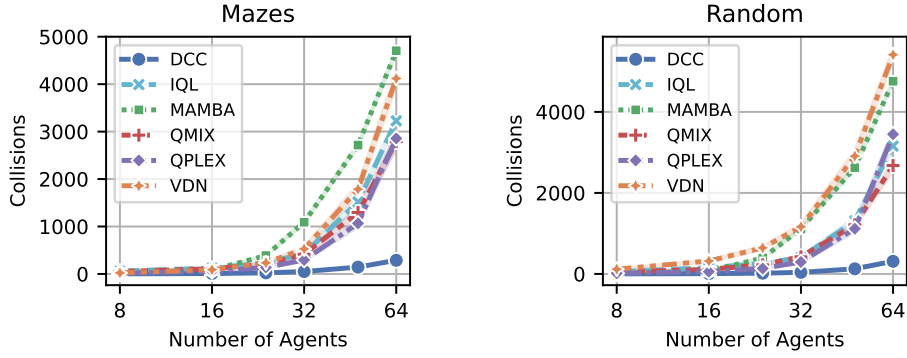 Mazes
5000
4000
3000
2000
1000
0
Collisions
DCC
IQL
MAMBA
QMIX
QPLEX
VDN
8
16
32
64
Number of Agents
Random
4000
2000
0
Collisions
DCC
IQL
MAMBA
QMIX
QPLEX
VDN
8
16
32
64
Number of Agents